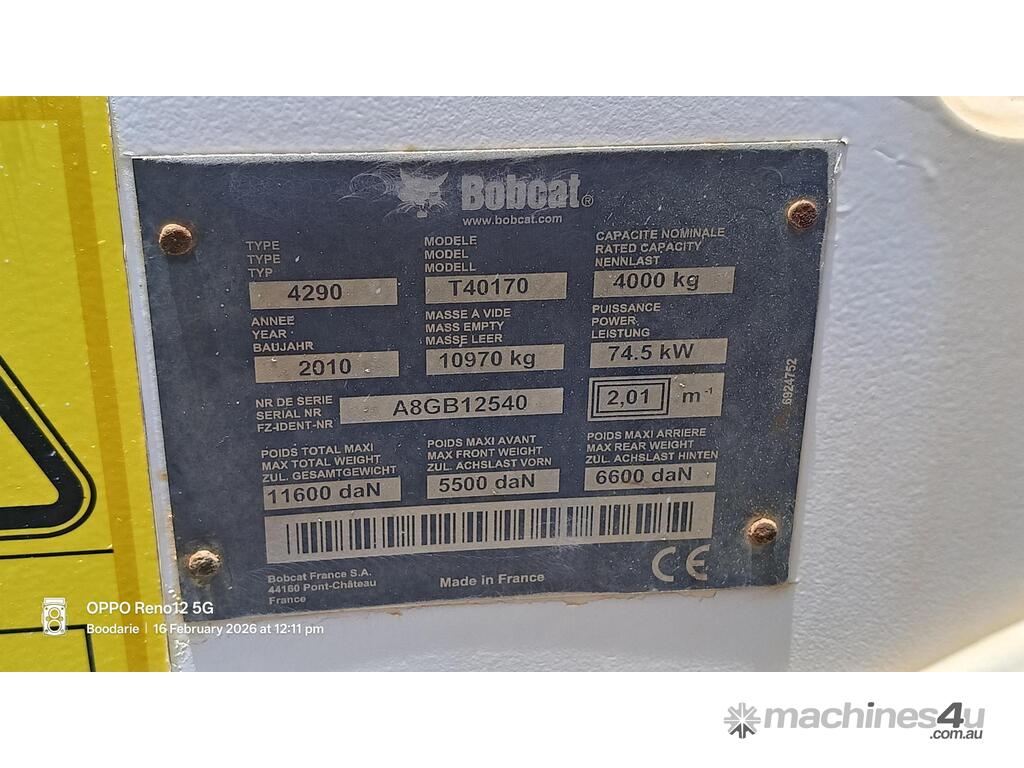 Bobcat®
www.bobcat.com
TYPE
TYPE
TYP
4290
MODELE
MODEL
MODELL
T40170
CAPACITE NOMINALE
RATED CAPACITY
NENNLAST
4000 kg
ANNEE
YEAR
BAUJAHR
2010
MASSE A VIDE
MASS EMPTY
MASSE LEER
10970 kg
PUISSANCE
POWER
LEISTUNG
74.5 kW
NR DE SERIE
SERIAL NR
FZ-IDENT-NR
A8GB12540
2,01 m⁻¹
6924752
POIDS TOTAL MAXI
MAX TOTAL WEIGHT
ZUL. GESAMTGEWICHT
11600 daN
POIDS MAXI AVANT
MAX FRONT WEIGHT
ZUL. ACHSLAST VORN
5500 daN
POIDS MAXI ARRIERE
MAX REAR WEIGHT
ZUL. ACHSLAST HINTEN
6600 daN
Bobcat France S.A.
44160 Pont-Château
France
Made in France
CE
OPPO Reno12 5G
Boodarie | 16 February 2026 at 12:11 pm
machines4u
.com.au